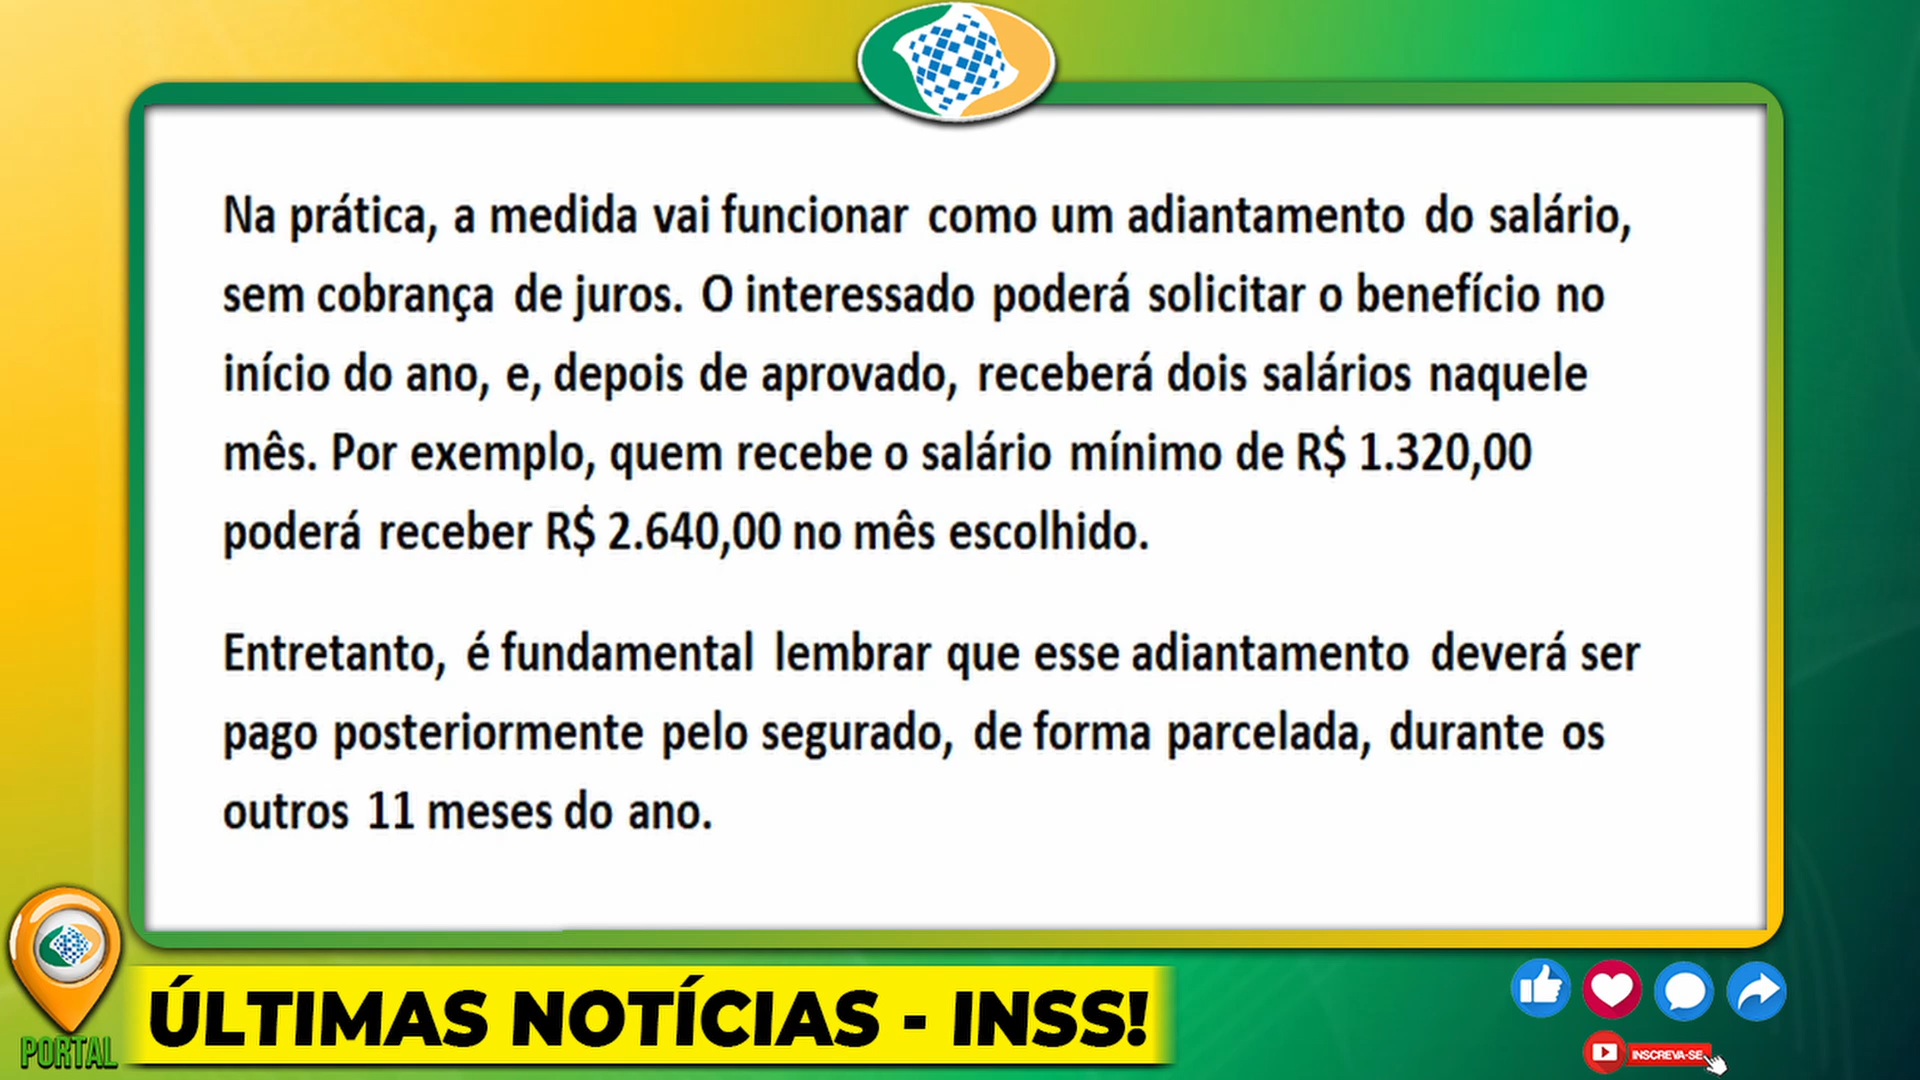 Na prática, a medida vai funcionar como um adiantamento do salário,
sem cobrança de juros. O interessado poderá solicitar o benefício no
início do ano, e, depois de aprovado, receberá dois salários naquele
mês. Por exemplo, quem recebe o salário mínimo de R$ 1.320,00
poderá receber R$ 2.640,00 no mês escolhido.
Entretanto, é fundamental lembrar que esse adiantamento deverá ser
pago posteriormente pelo segurado, de forma parcelada, durante os
outros 11 meses do ano.
PORTAL
ÚLTIMAS NOTÍCIAS - INSS!
INSCREVA-SE